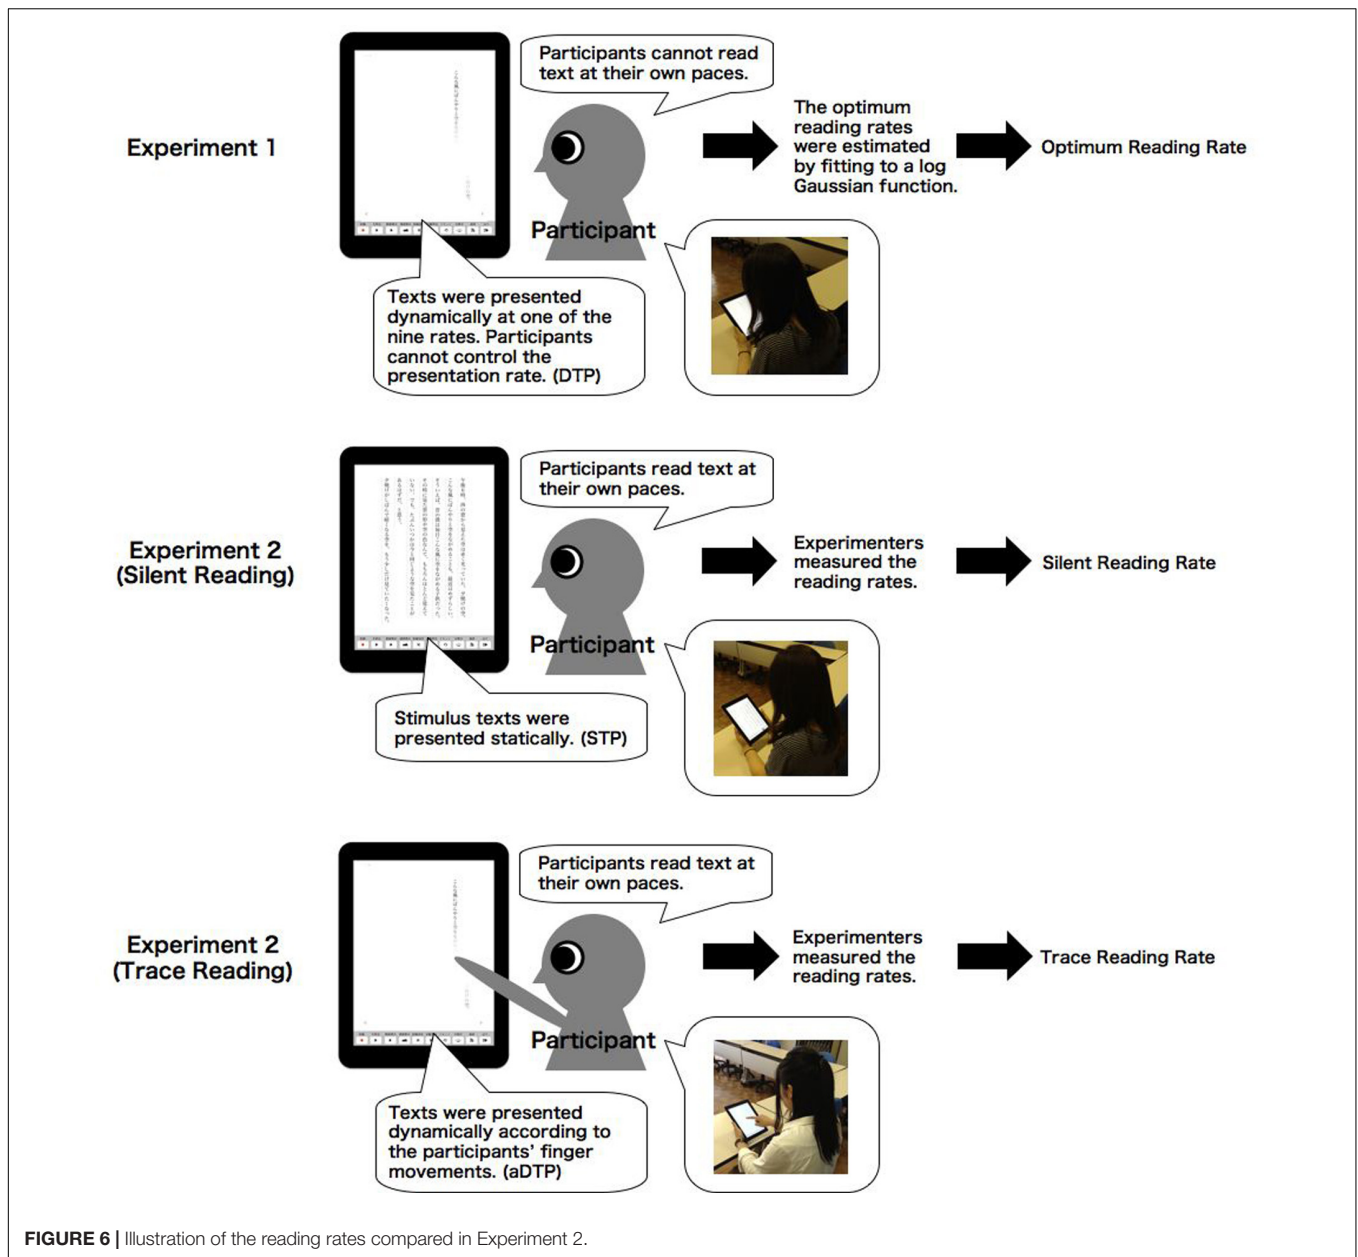 Experiment 1
Participants cannot read
text at their own paces.
The optimum
reading rates
were estimated
by fitting to a log
Gaussian function.
Optimum Reading Rate
Participant
Texts were presented
dynamically at one of the
nine rates. Participants
cannot control the
presentation rate. (DTP)
Experiment 2
(Silent Reading)
Participants read text at
their own paces.
Experimenters
measured the
reading rates.
Silent Reading Rate
Participant
Stimulus texts were
presented statically. (STP)
Experiment 2
(Trace Reading)
Participants read text at
their own paces.
Experimenters
measured the
reading rates.
Trace Reading Rate
Participant
Texts were presented
dynamically according to
the participants' finger
movements. (aDTP)
FIGURE 6 | Illustration of the reading rates compared in Experiment 2.